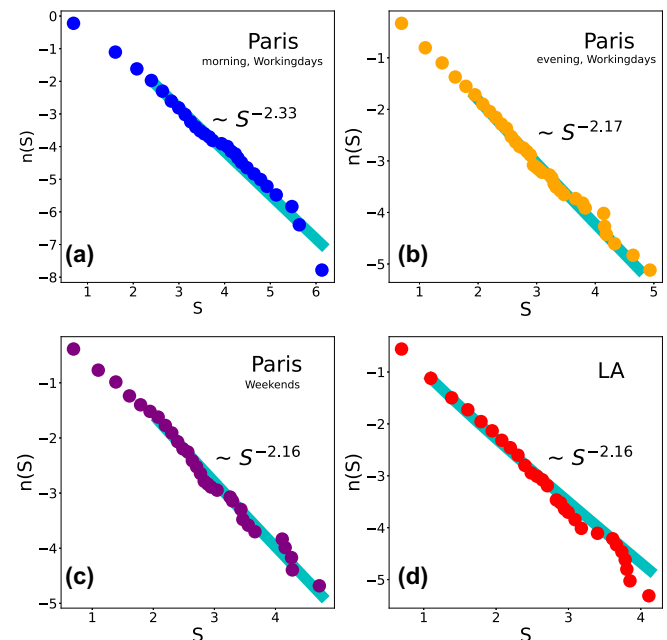 0
−1
−2
−3
−4
−5
−6
−7
−8
n(S)
Paris
morning, Workingdays
~ S^−2.33
(a)
1 2 3 4 5 6
S
−1
−2
−3
−4
−5
n(S)
Paris
evening, Workingdays
~ S^−2.17
(b)
1 2 3 4 5
S
−1
−2
−3
−4
−5
n(S)
Paris
Weekends
~ S^−2.16
(c)
1 2 3 4
S
−1
−2
−3
−4
−5
n(S)
LA
~ S^−2.16
(d)
1 2 3 4
S